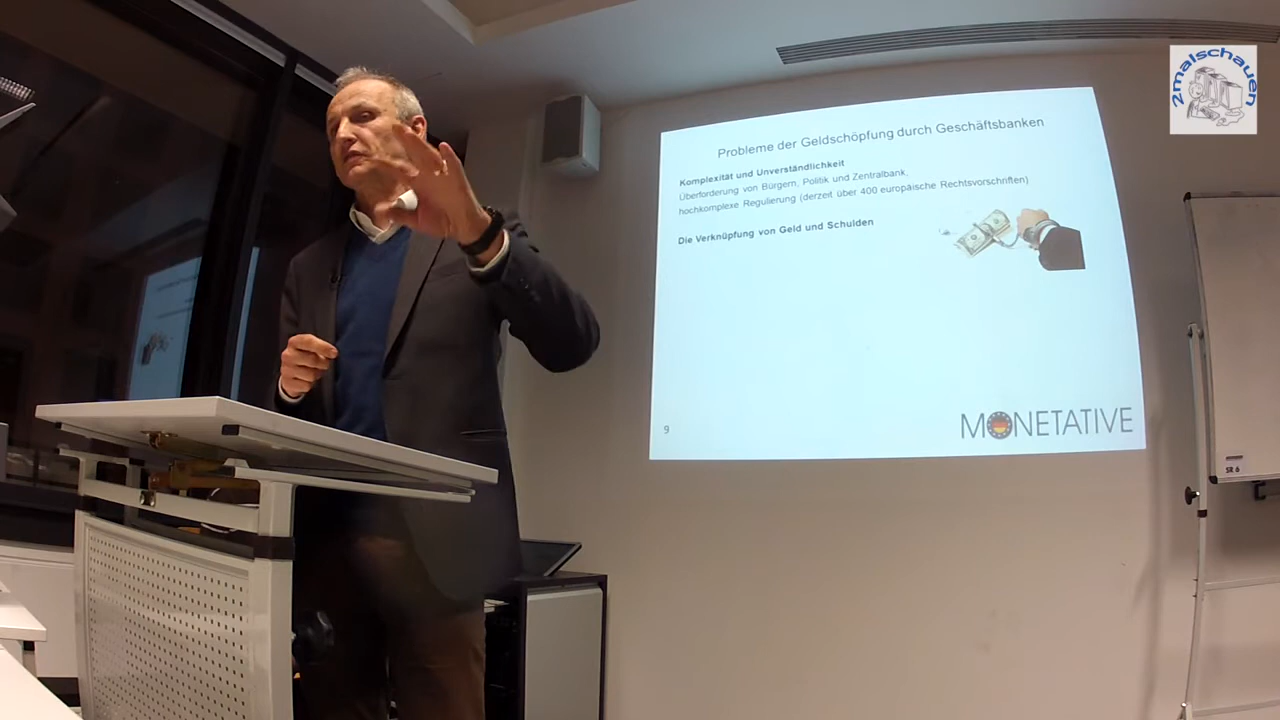 2malschauen
Probleme der Geldschöpfung durch Geschäftsbanken
Komplexität und Unverständlichkeit
Überforderung von Bürgern, Politik und Zentralbank,
hochkomplexe Regulierung (derzeit über 400 europäische Rechtsvorschriften)
Die Verknüpfung von Geld und Schulden
9
MONETATIVE
SR 6